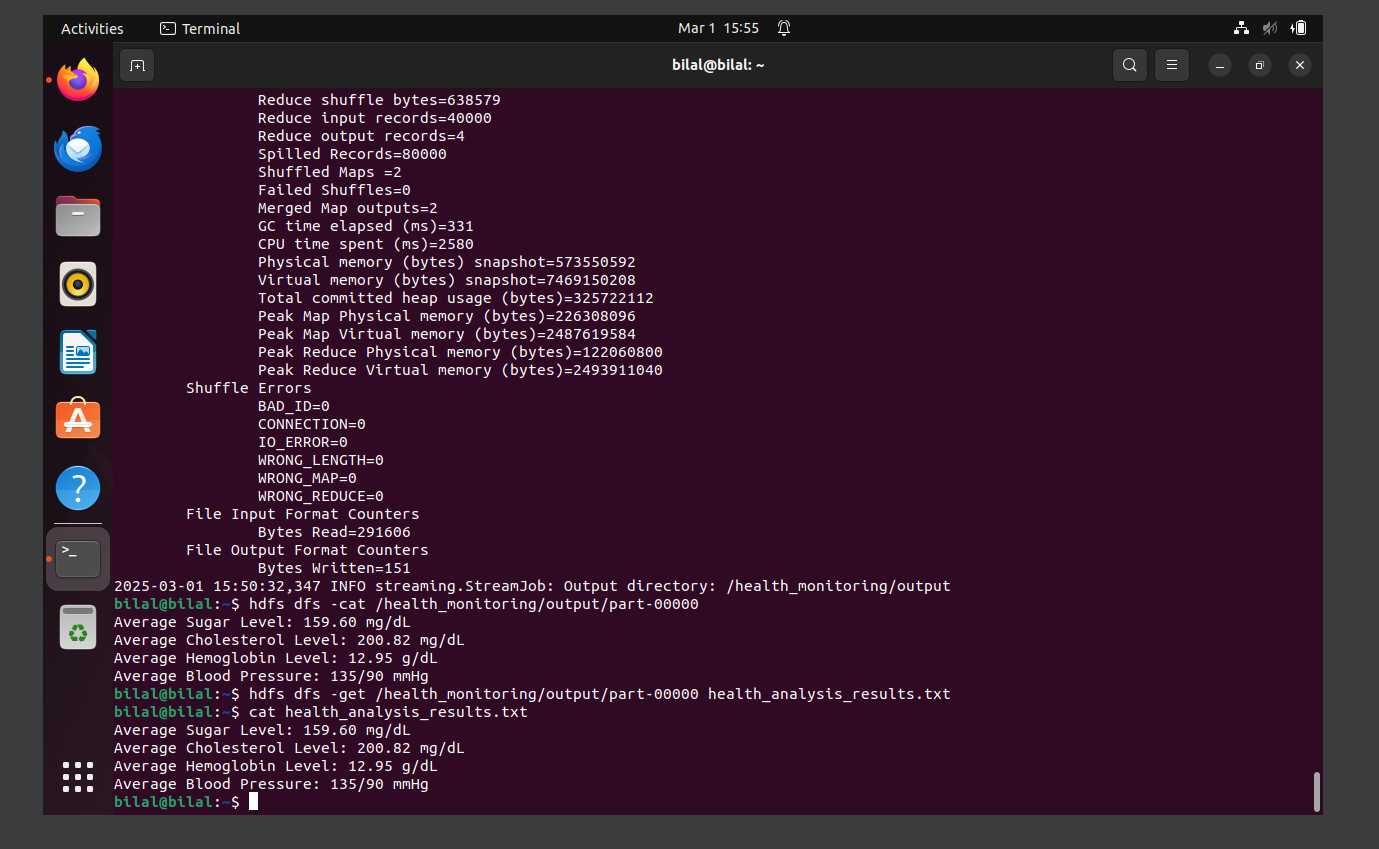 Activities Terminal Mar 1 15:55
bilal@bilal: ~
Reduce shuffle bytes=638579
Reduce input records=40000
Reduce output records=4
Spilled Records=80000
Shuffled Maps =2
Failed Shuffles=0
Merged Map outputs=2
GC time elapsed (ms)=331
CPU time spent (ms)=2580
Physical memory (bytes) snapshot=573550592
Virtual memory (bytes) snapshot=7469150208
Total committed heap usage (bytes)=325722112
Peak Map Physical memory (bytes)=226308096
Peak Map Virtual memory (bytes)=2487619584
Peak Reduce Physical memory (bytes)=122060800
Peak Reduce Virtual memory (bytes)=2493911040
Shuffle Errors
BAD_ID=0
CONNECTION=0
IO_ERROR=0
WRONG_LENGTH=0
WRONG_MAP=0
WRONG_REDUCE=0
File Input Format Counters
Bytes Read=291606
File Output Format Counters
Bytes Written=151
2025-03-01 15:50:32,347 INFO streaming.StreamJob: Output directory: /health_monitoring/output
bilal@bilal:~$ hdfs dfs -cat /health_monitoring/output/part-00000
Average Sugar Level: 159.60 mg/dL
Average Cholesterol Level: 200.82 mg/dL
Average Hemoglobin Level: 12.95 g/dL
Average Blood Pressure: 135/90 mmHg
bilal@bilal:~$ hdfs dfs -get /health_monitoring/output/part-00000 health_analysis_results.txt
bilal@bilal:~$ cat health_analysis_results.txt
Average Sugar Level: 159.60 mg/dL
Average Cholesterol Level: 200.82 mg/dL
Average Hemoglobin Level: 12.95 g/dL
Average Blood Pressure: 135/90 mmHg
bilal@bilal:~$